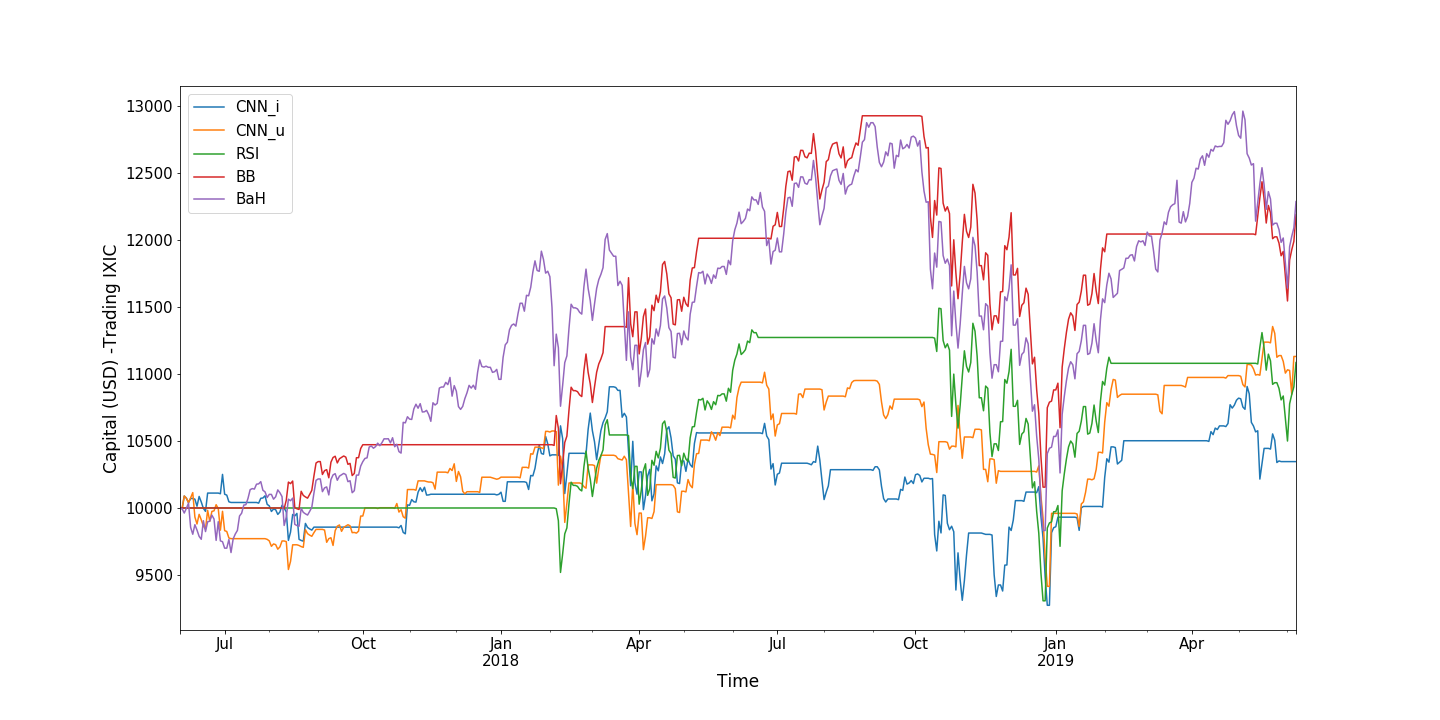 Capital (USD) -Trading IXIC
13000
12500
12000
11500
11000
10500
10000
9500
CNN_i
CNN_u
RSI
BB
BaH
Jul
Oct
Jan
2018
Apr
Jul
Oct
Jan
2019
Apr
Time